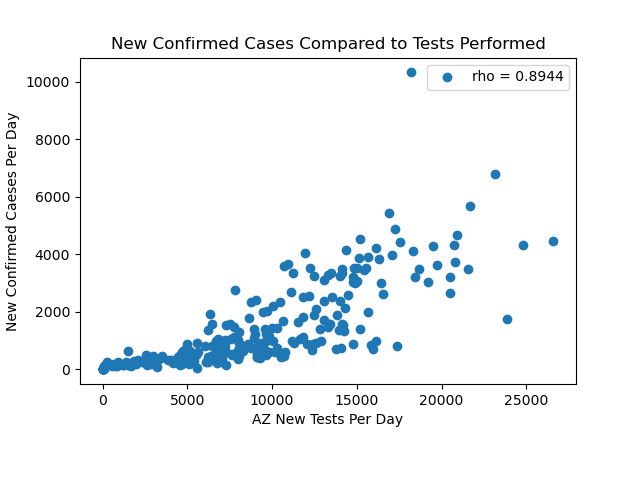 New Confirmed Cases Compared to Tests Performed
rho = 0.8944
10000
8000
6000
4000
2000
0
New Confirmed Caeses Per Day
0 5000 10000 15000 20000 25000
AZ New Tests Per Day